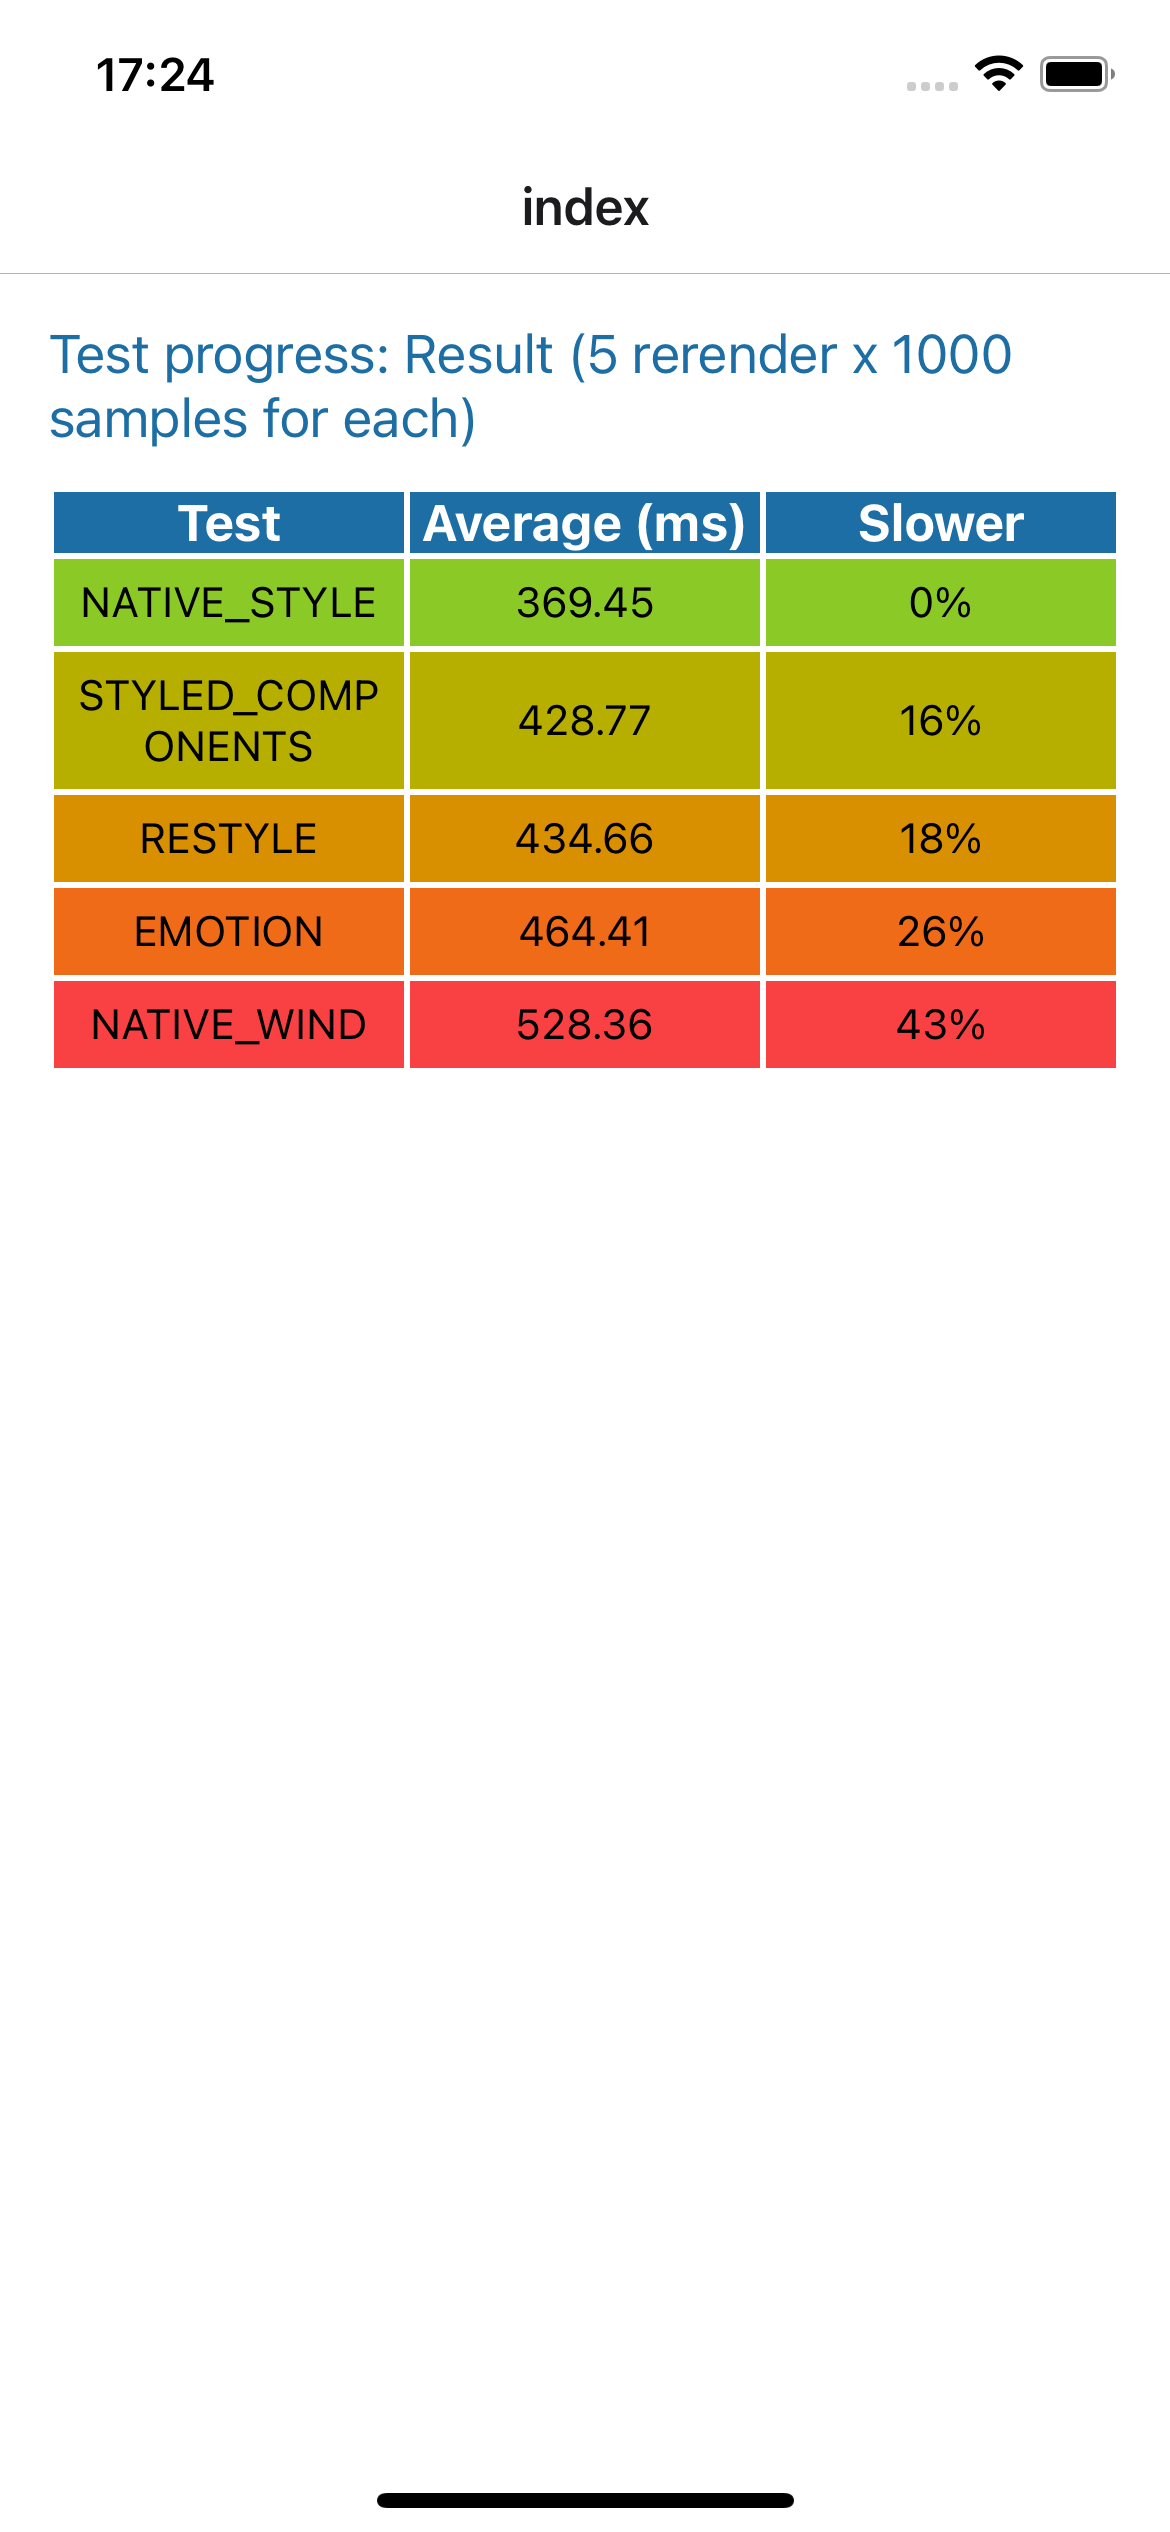 17:24
index
Test progress: Result (5 rerender x 1000
samples for each)
Test Average (ms) Slower
NATIVE_STYLE 369.45 0%
STYLED_COMP
ONENTS 428.77 16%
RESTYLE 434.66 18%
EMOTION 464.41 26%
NATIVE_WIND 528.36 43%